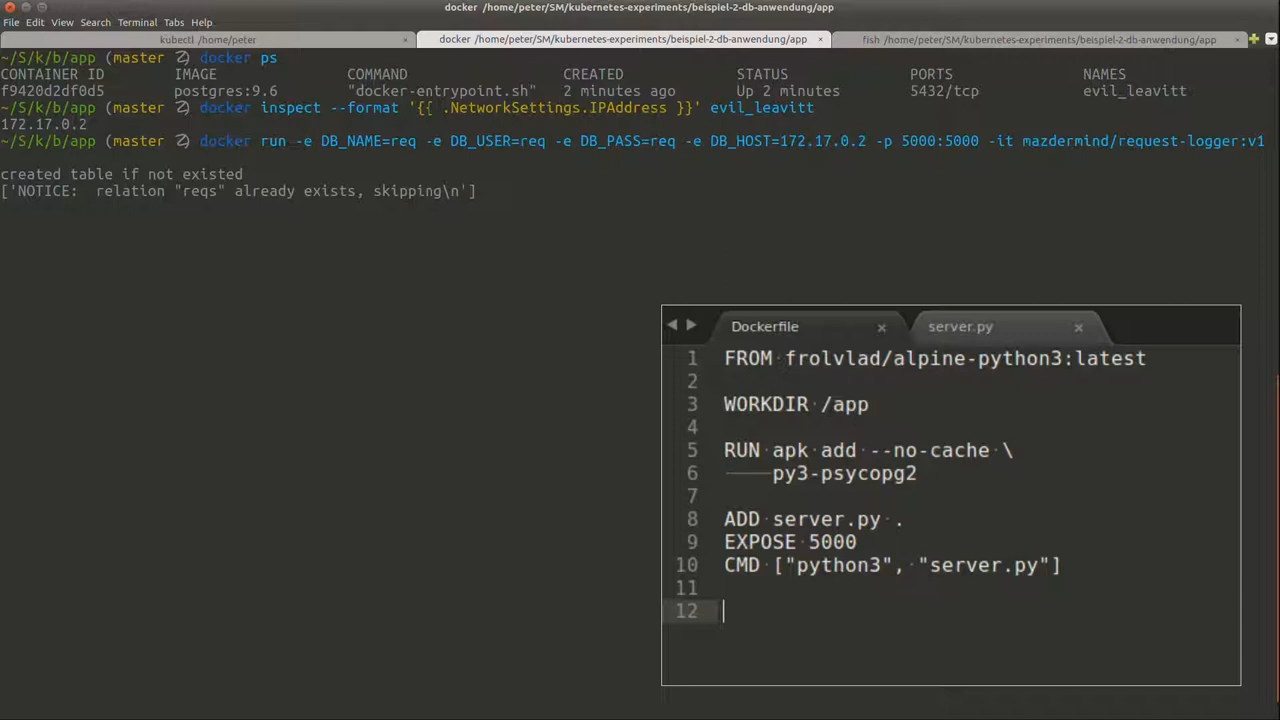 docker /home/peter/SM/kubernetes-experiments/beispiel-2-db-anwendung/app
File Edit View Search Terminal Tabs Help
kubectl /home/peter × docker /home/peter/SM/kubernetes-experiments/beispiel-2-db-anwendung/app × fish /home/peter/SM/kubernetes-experiments/beispiel-2-db-anwendung/app ×
~/S/k/b/app (master) docker ps
CONTAINER ID IMAGE COMMAND CREATED STATUS PORTS NAMES
f9420d2df0d5 postgres:9.6 "docker-entrypoint.sh" 2 minutes ago Up 2 minutes 5432/tcp evil_leavitt
~/S/k/b/app (master) docker inspect --format '{{ .NetworkSettings.IPAddress }}' evil_leavitt
172.17.0.2
~/S/k/b/app (master) docker run -e DB_NAME=req -e DB_USER=req -e DB_PASS=req -e DB_HOST=172.17.0.2 -p 5000:5000 -it mazdermind/request-logger:v1
created table if not existed
['NOTICE:  relation "reqs" already exists, skipping\n']
Dockerfile × server.py ×
1 FROM frolvlad/alpine-python3:latest
2
3 WORKDIR /app
4
5 RUN apk add --no-cache \
6 py3-psycopg2
7
8 ADD server.py .
9 EXPOSE 5000
10 CMD ["python3", "server.py"]
11
12